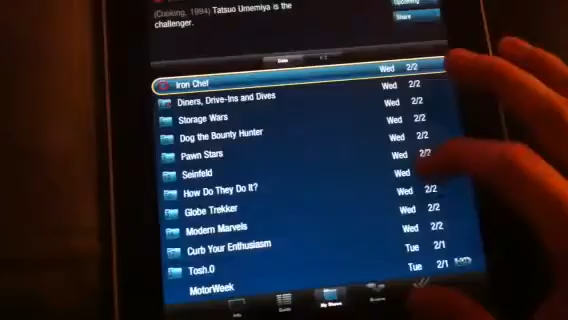 (Cooking, 1994) Tatsuo Umemiya is the
challenger.
Upcoming
Share
Date
A-Z
Iron Chef Wed 2/2
Diners, Drive-Ins and Dives Wed 2/2
Storage Wars Wed 2/2
Dog the Bounty Hunter Wed 2/2
Pawn Stars Wed 2/2
Seinfeld Wed
How Do They Do It? Wed 2/2
Globe Trekker Wed 2/2
Modern Marvels Wed 2/2
Curb Your Enthusiasm Tue 2/1
Tosh.0 Tue 2/1
MotorWeek
Info Guide My Shows Browse